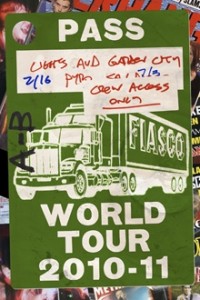 PASS
LIGHTS AND GARDEN CITY
2/16
CREW ACCESS
ONLY
A-B
FIASCO
WORLD
TOUR
2010-11